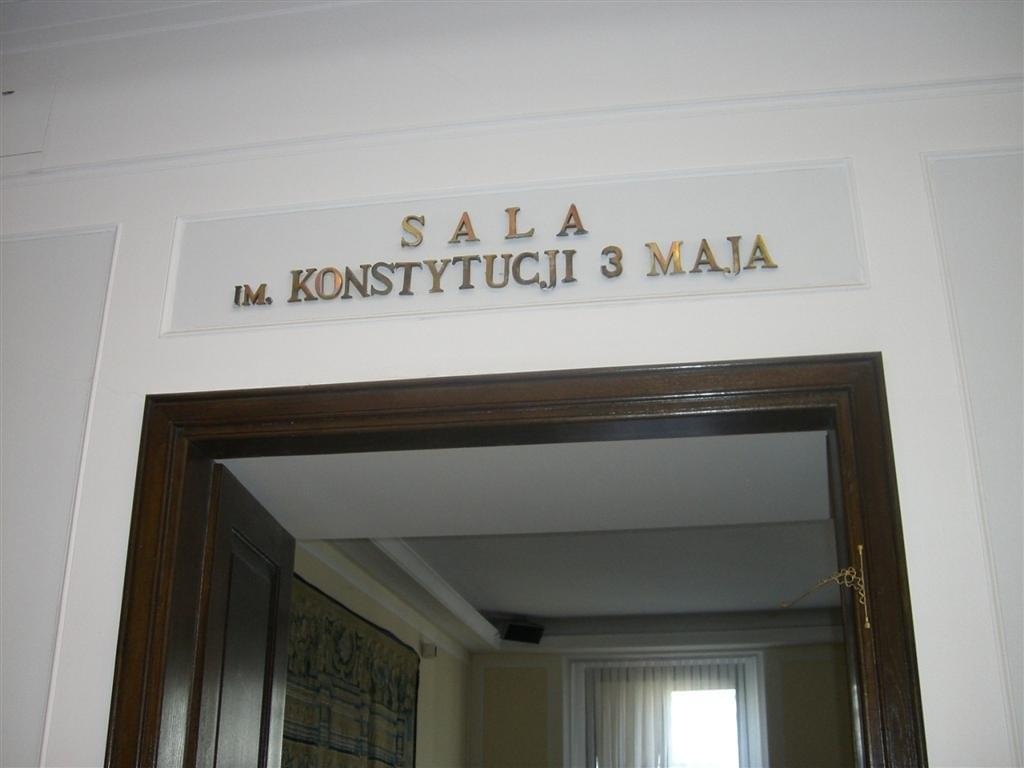 SALA
IM. KONSTYTUCJI 3 MAJA